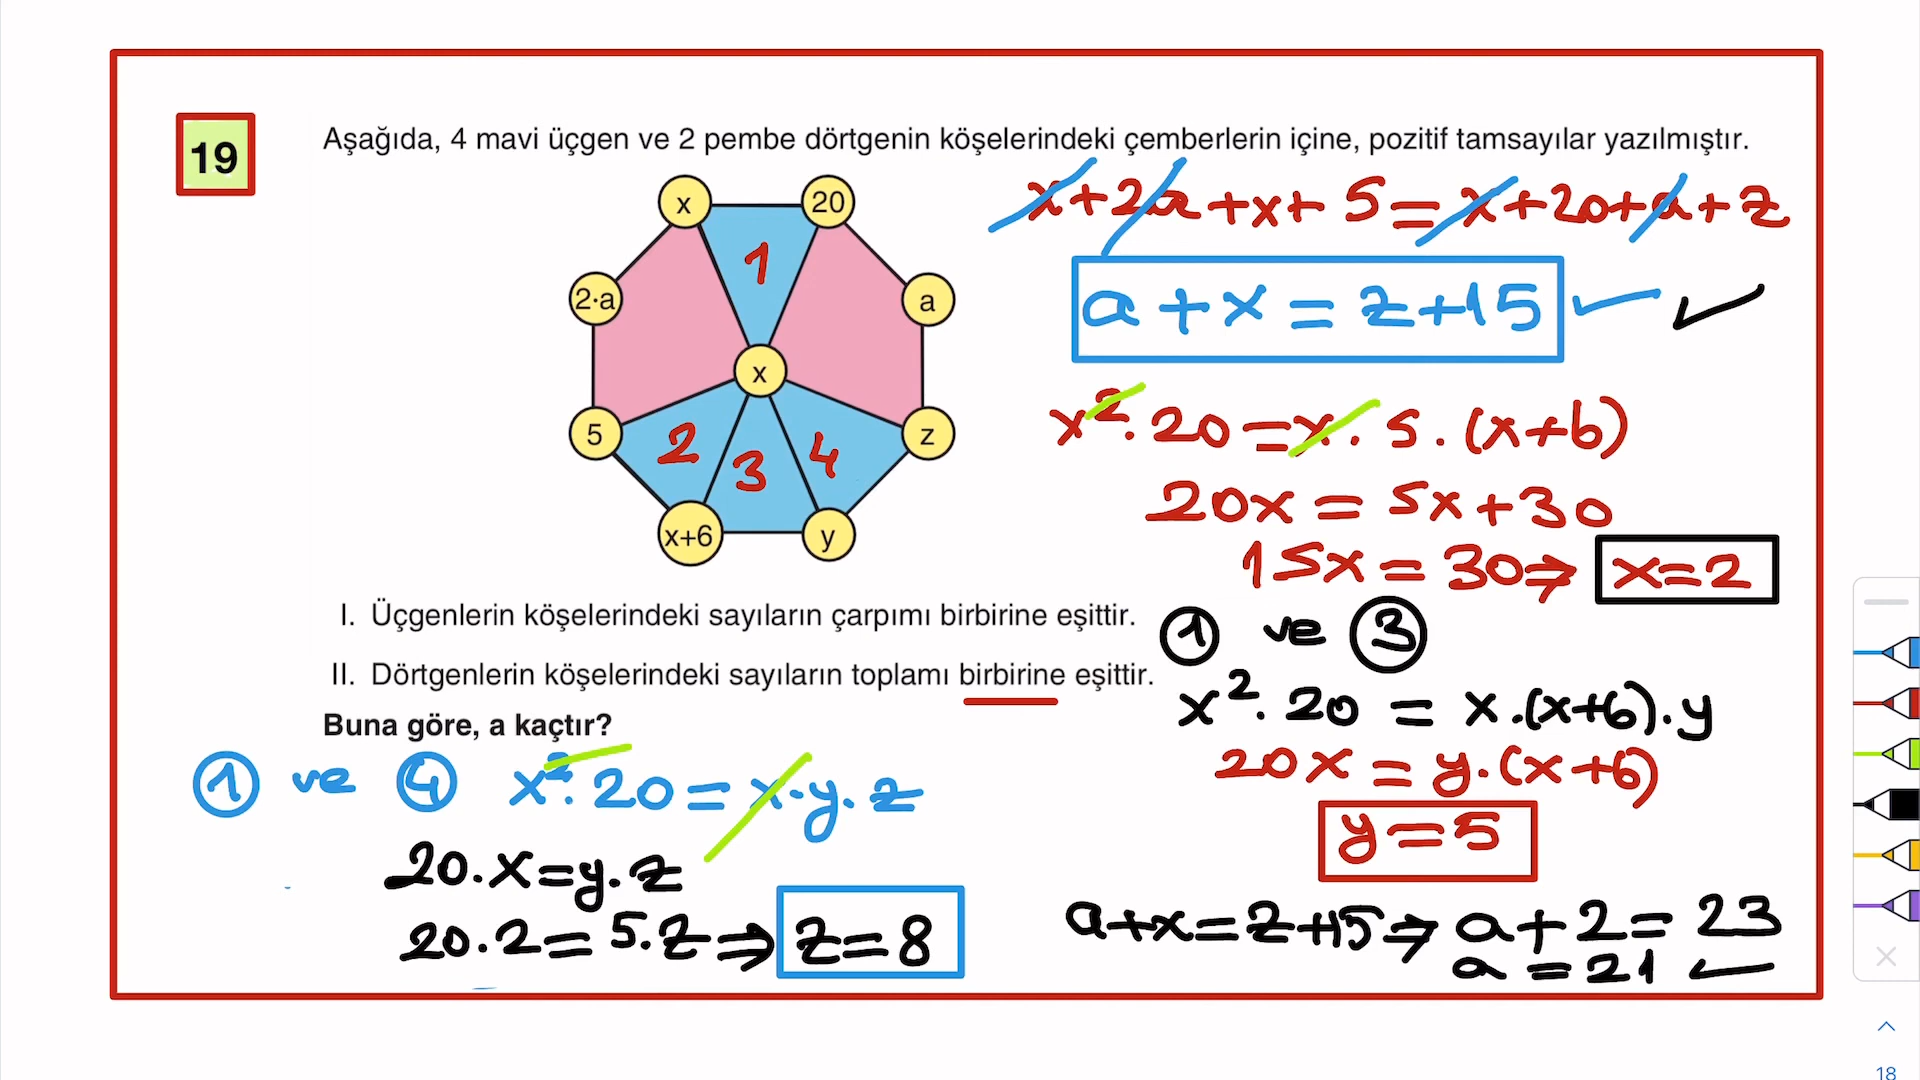 19
Aşağıda, 4 mavi üçgen ve 2 pembe dörtgenin köşelerindeki çemberlerin içine, pozitif tamsayılar yazılmıştır.
x
20
2·a
a
x
5
z
x+6
y
1
2
3
4
x+2a+x+5=x+20+a+z
a+x=z+15
x².20=x.5.(x+6)
20x=5x+30
15x=30⇒ x=2
I. Üçgenlerin köşelerindeki sayıların çarpımı birbirine eşittir.
II. Dörtgenlerin köşelerindeki sayıların toplamı birbirine eşittir.
Buna göre, a kaçtır?
1 ve 3
x².20=x.(x+6).y
20x=y.(x+6)
y=5
1 ve 4 x².20=x.y.z
20.x=y.z
20.2=5.z⇒ z=8
a+x=z+15⇒ a+2=23
a=21
18